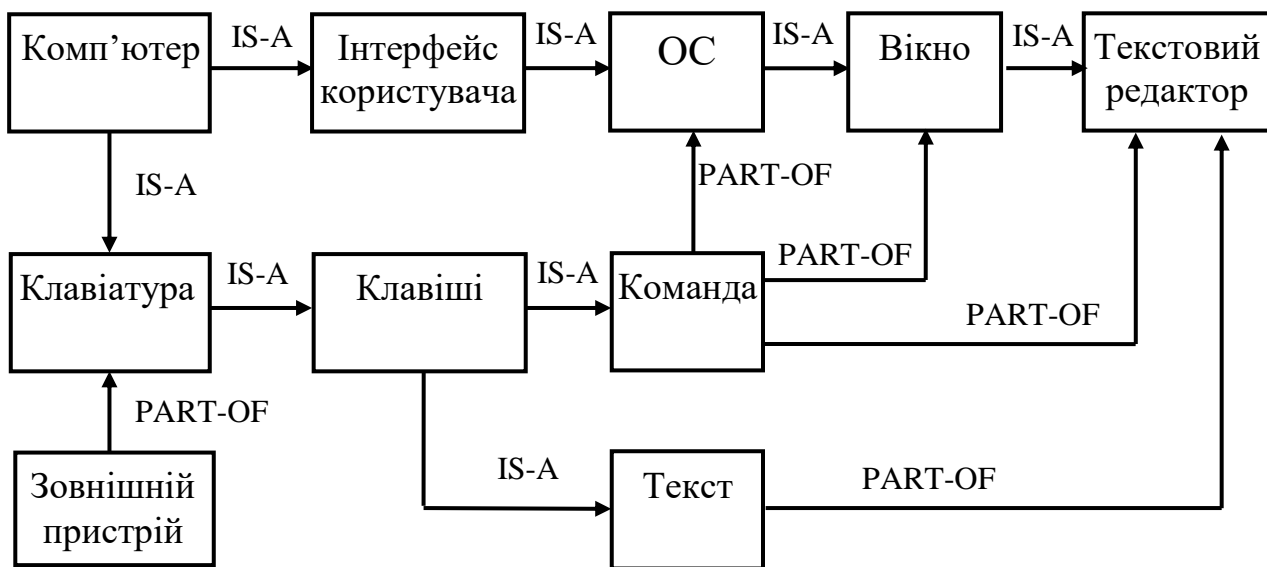 Комп’ютер
IS-A
Інтерфейс
користувача
IS-A
ОС
IS-A
Вікно
IS-A
Текстовий
редактор
IS-A
PART-OF
Клавіатура
IS-A
Клавіші
IS-A
Команда
PART-OF
PART-OF
PART-OF
Зовнішній
пристрій
IS-A
Текст
PART-OF